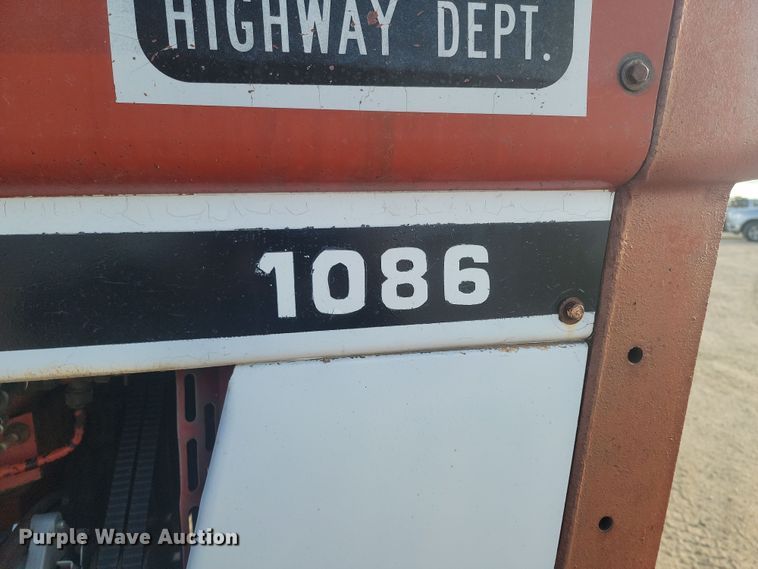 HIGHWAY DEPT.
1086
Purple Wave Auction